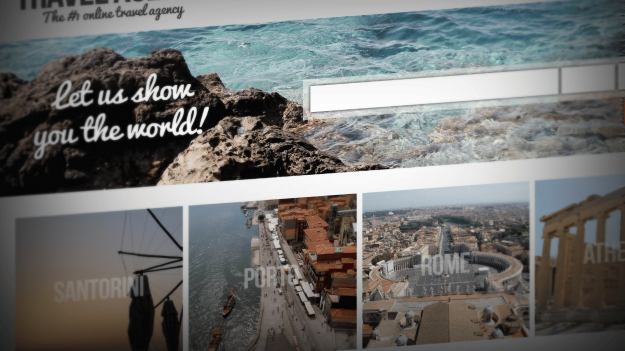 The #1 online travel agency
let us show
you the world!
SANTORINI
PORTO
ROME